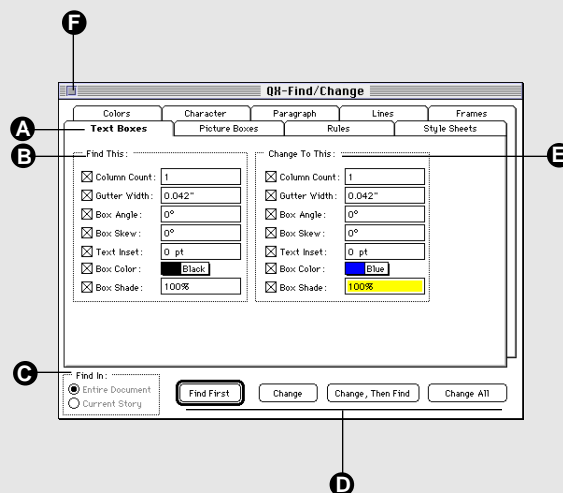 F
QX-Find/Change
Colors Character Paragraph Lines Frames
A Text Boxes Picture Boxes Rules Style Sheets
B Find This: Change To This: E
Column Count: 1 Column Count: 1
Gutter Width: 0.042" Gutter Width: 0.042"
Box Angle: 0° Box Angle: 0°
Box Skew: 0° Box Skew: 0°
Text Inset: 0 pt Text Inset: 0 pt
Box Color: Black Box Color: Blue
Box Shade: 100% Box Shade: 100%
C Find In:
Entire Document
Current Story
Find First Change Change, Then Find Change All
D